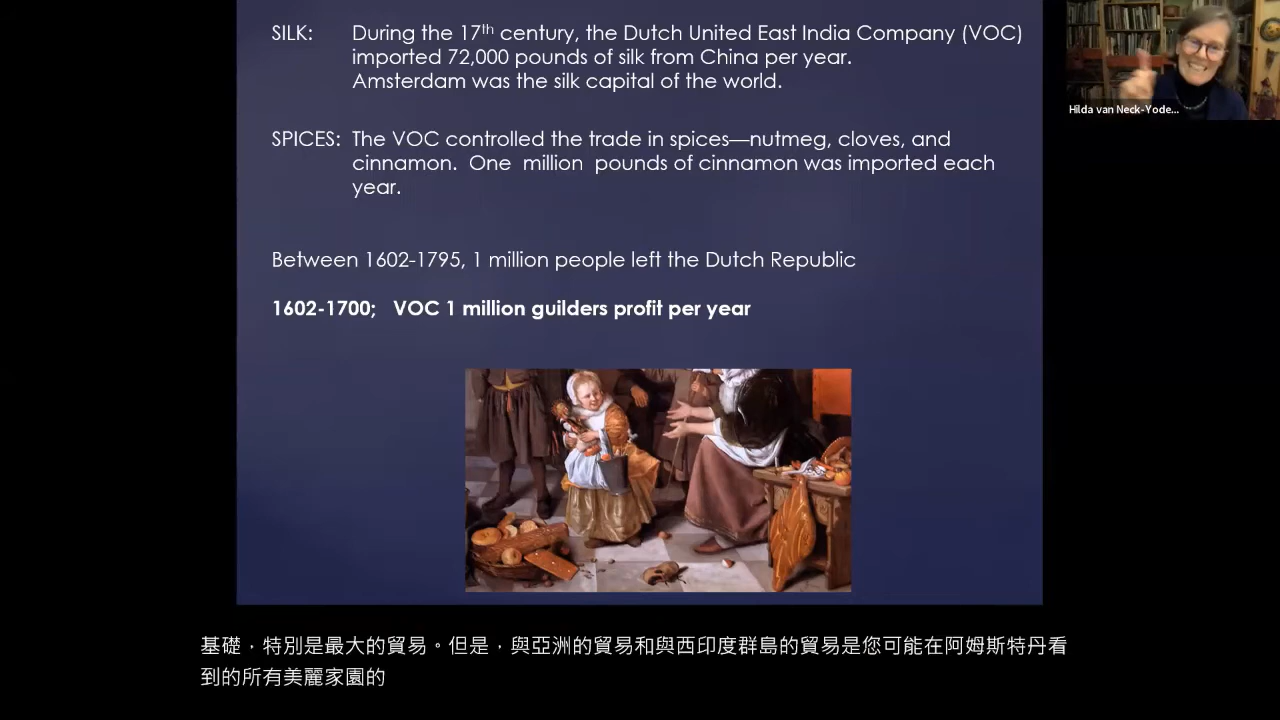 SILK: During the 17th century, the Dutch United East India Company (VOC)
imported 72,000 pounds of silk from China per year.
Amsterdam was the silk capital of the world.
SPICES: The VOC controlled the trade in spices—nutmeg, cloves, and
cinnamon. One million pounds of cinnamon was imported each
year.
Between 1602-1795, 1 million people left the Dutch Republic
1602-1700; VOC 1 million guilders profit per year
Hilda van Neck-Yode...
基礎，特別是最大的貿易。但是，與亞洲的貿易和與西印度群島的貿易是您可能在阿姆斯特丹看
到的所有美麗家園的